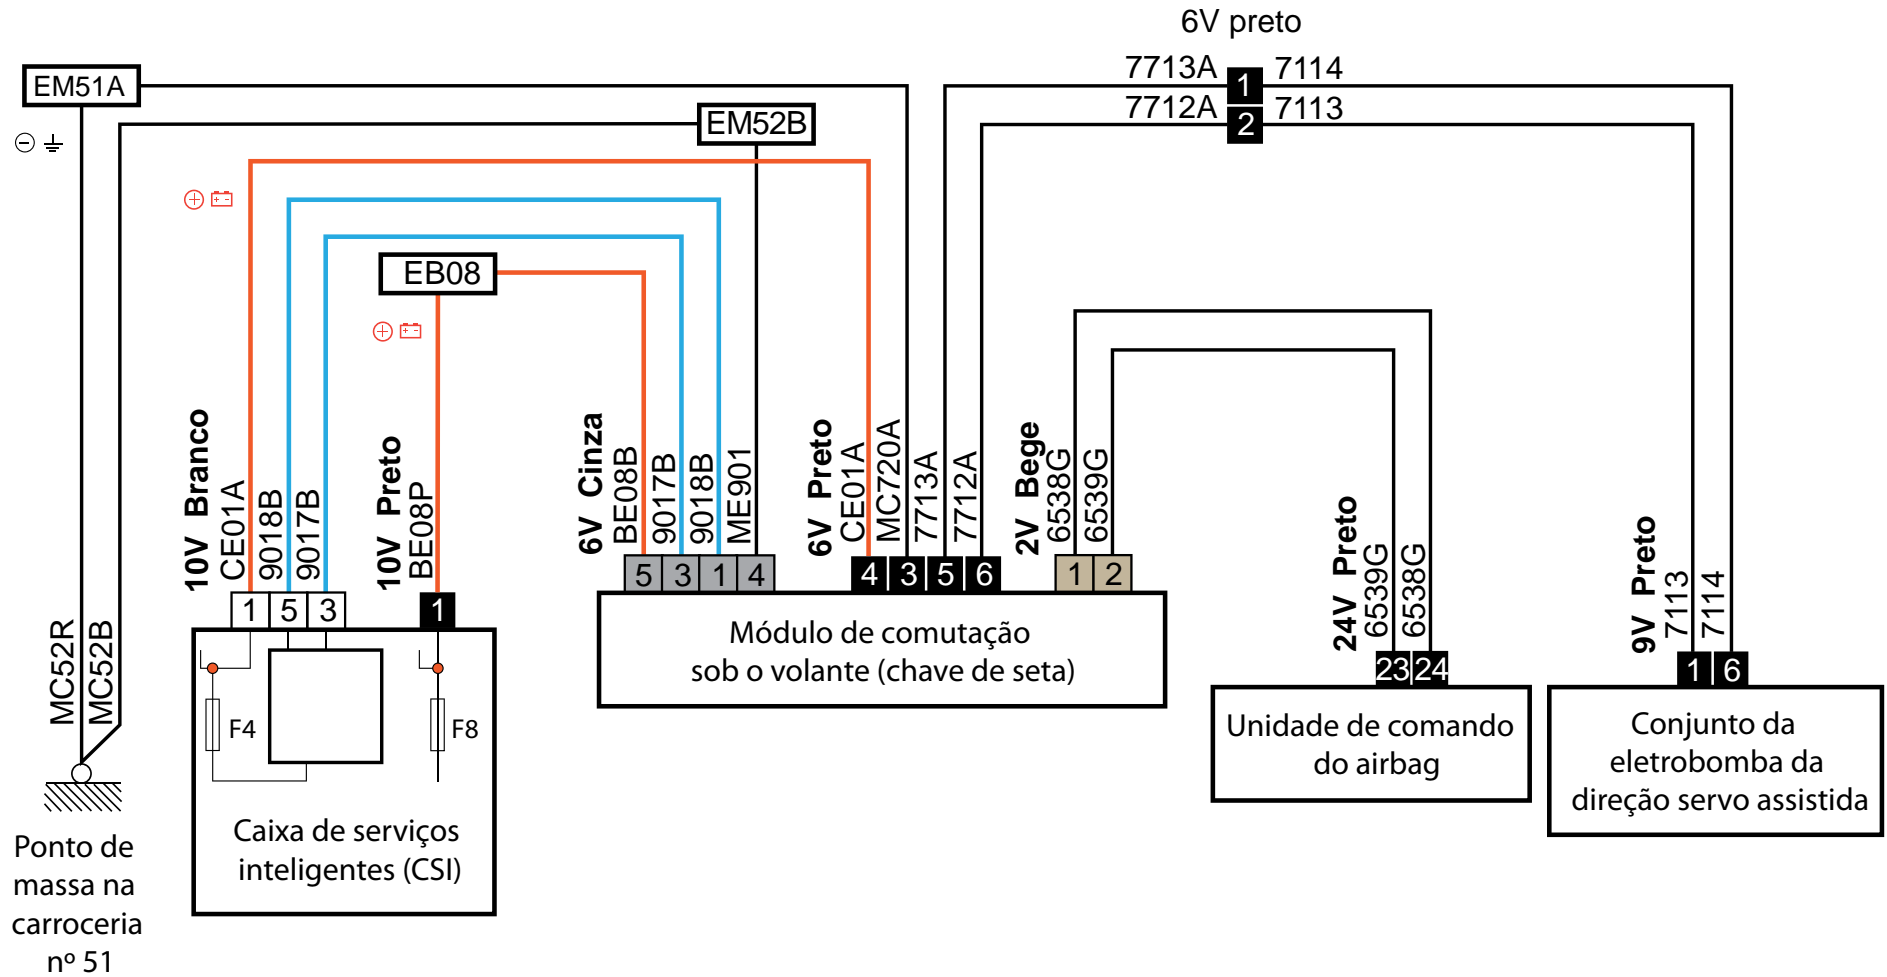 6V preto
7713A
1
7114
7712A
2
7113
EM51A
EM52B
EB08
10V Branco
CE01A
9018B
9017B
10V Preto
BE08P
6V Cinza
BE08B
9017B
9018B
ME901
6V Preto
CE01A
MC720A
7713A
7712A
2V Bege
6538G
6539G
24V Preto
6539G
6538G
9V Preto
7113
7114
MC52R
MC52B
1 5 3
1
5 3 1 4
4 3 5 6
1 2
23 24
1 6
F4
F8
Caixa de serviços
inteligentes (CSI)
Módulo de comutação
sob o volante (chave de seta)
Unidade de comando
do airbag
Conjunto da
eletrobomba da
direção servo assistida
Ponto de
massa na
carroceria
nº 51